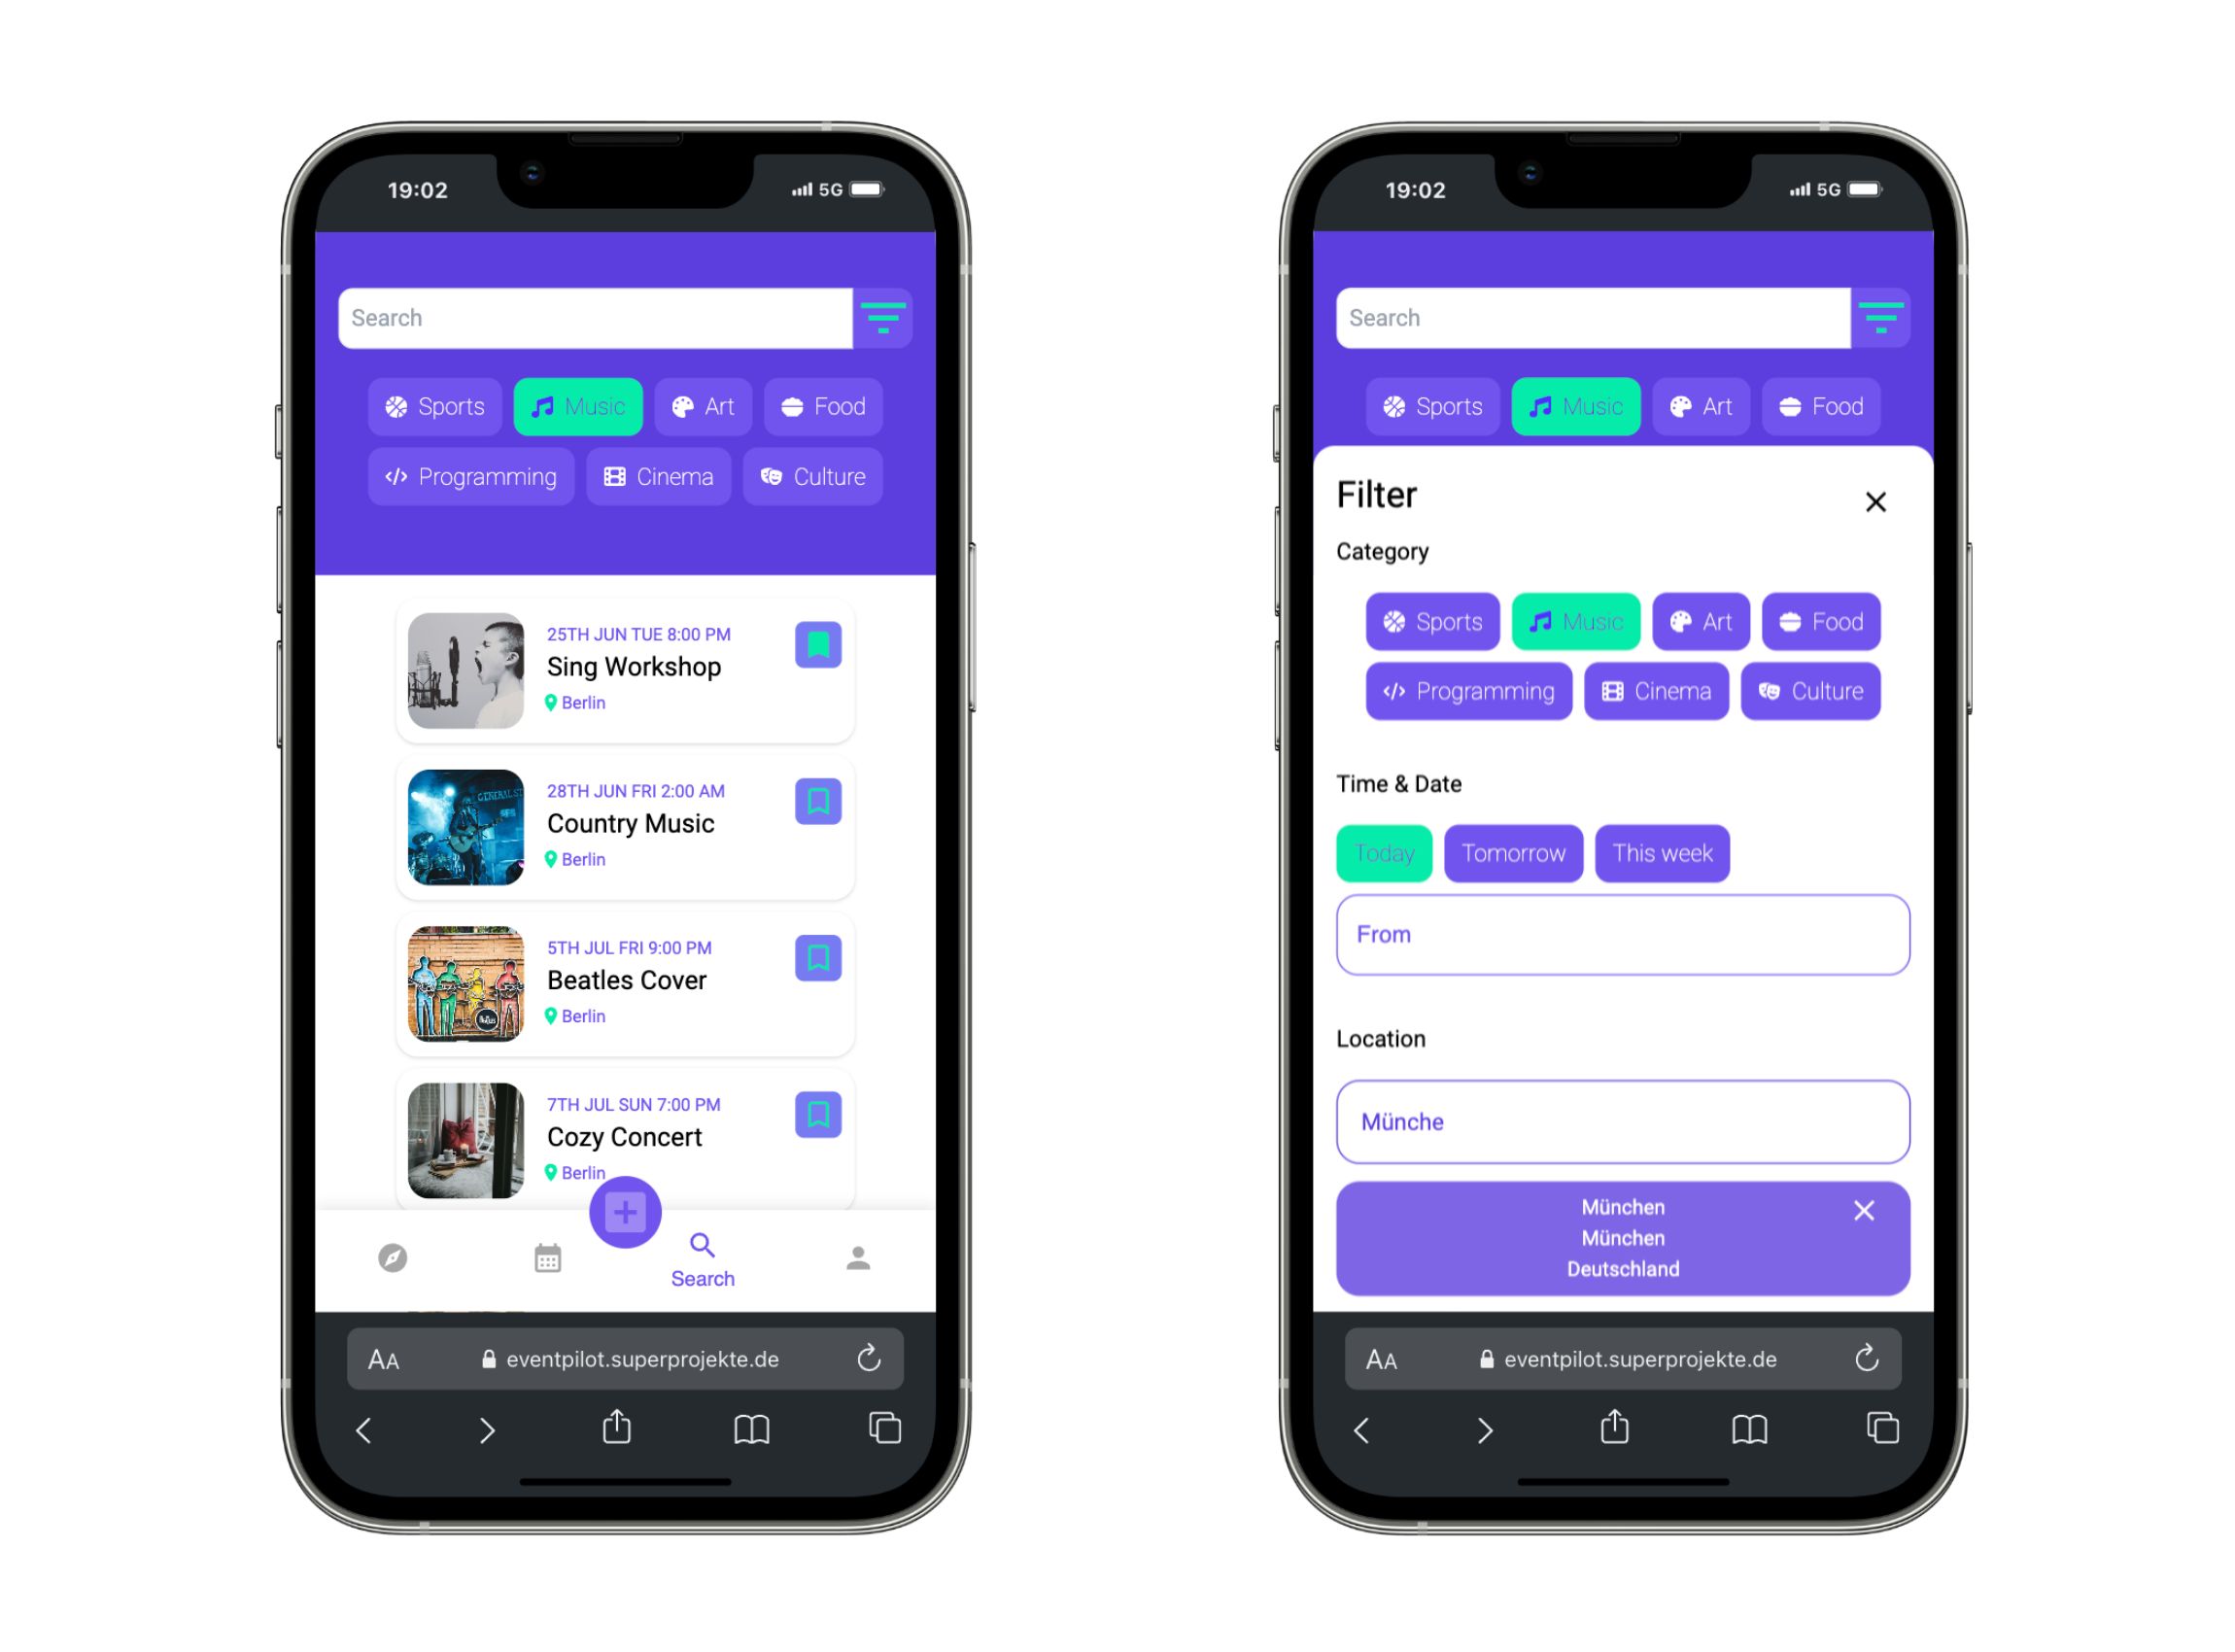 19:02 5G
Search
Sports Music Art Food
Programming Cinema Culture
25TH JUN TUE 8:00 PM
Sing Workshop
Berlin
28TH JUN FRI 2:00 AM
Country Music
Berlin
5TH JUL FRI 9:00 PM
Beatles Cover
Berlin
7TH JUL SUN 7:00 PM
Cozy Concert
Berlin
Search
AA eventpilot.superprojekte.de
19:02 5G
Search
Sports Music Art Food
Filter
Category
Sports Music Art Food
Programming Cinema Culture
Time & Date
Today Tomorrow This week
From
Location
Münche
München
München
Deutschland
AA eventpilot.superprojekte.de